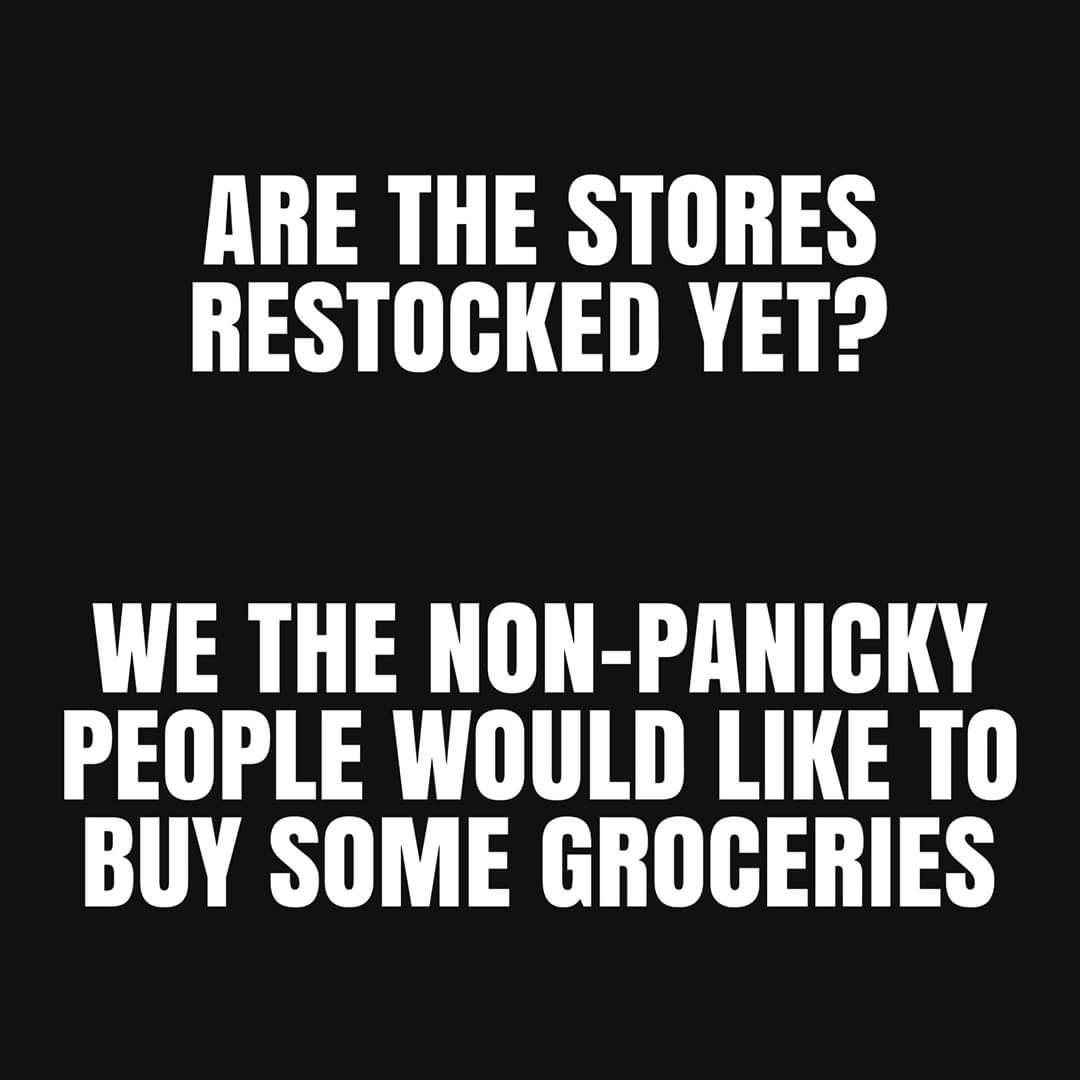 ARE THE STORES
RESTOCKED YET?
WE THE NON-PANICKY
PEOPLE WOULD LIKE TO
BUY SOME GROCERIES